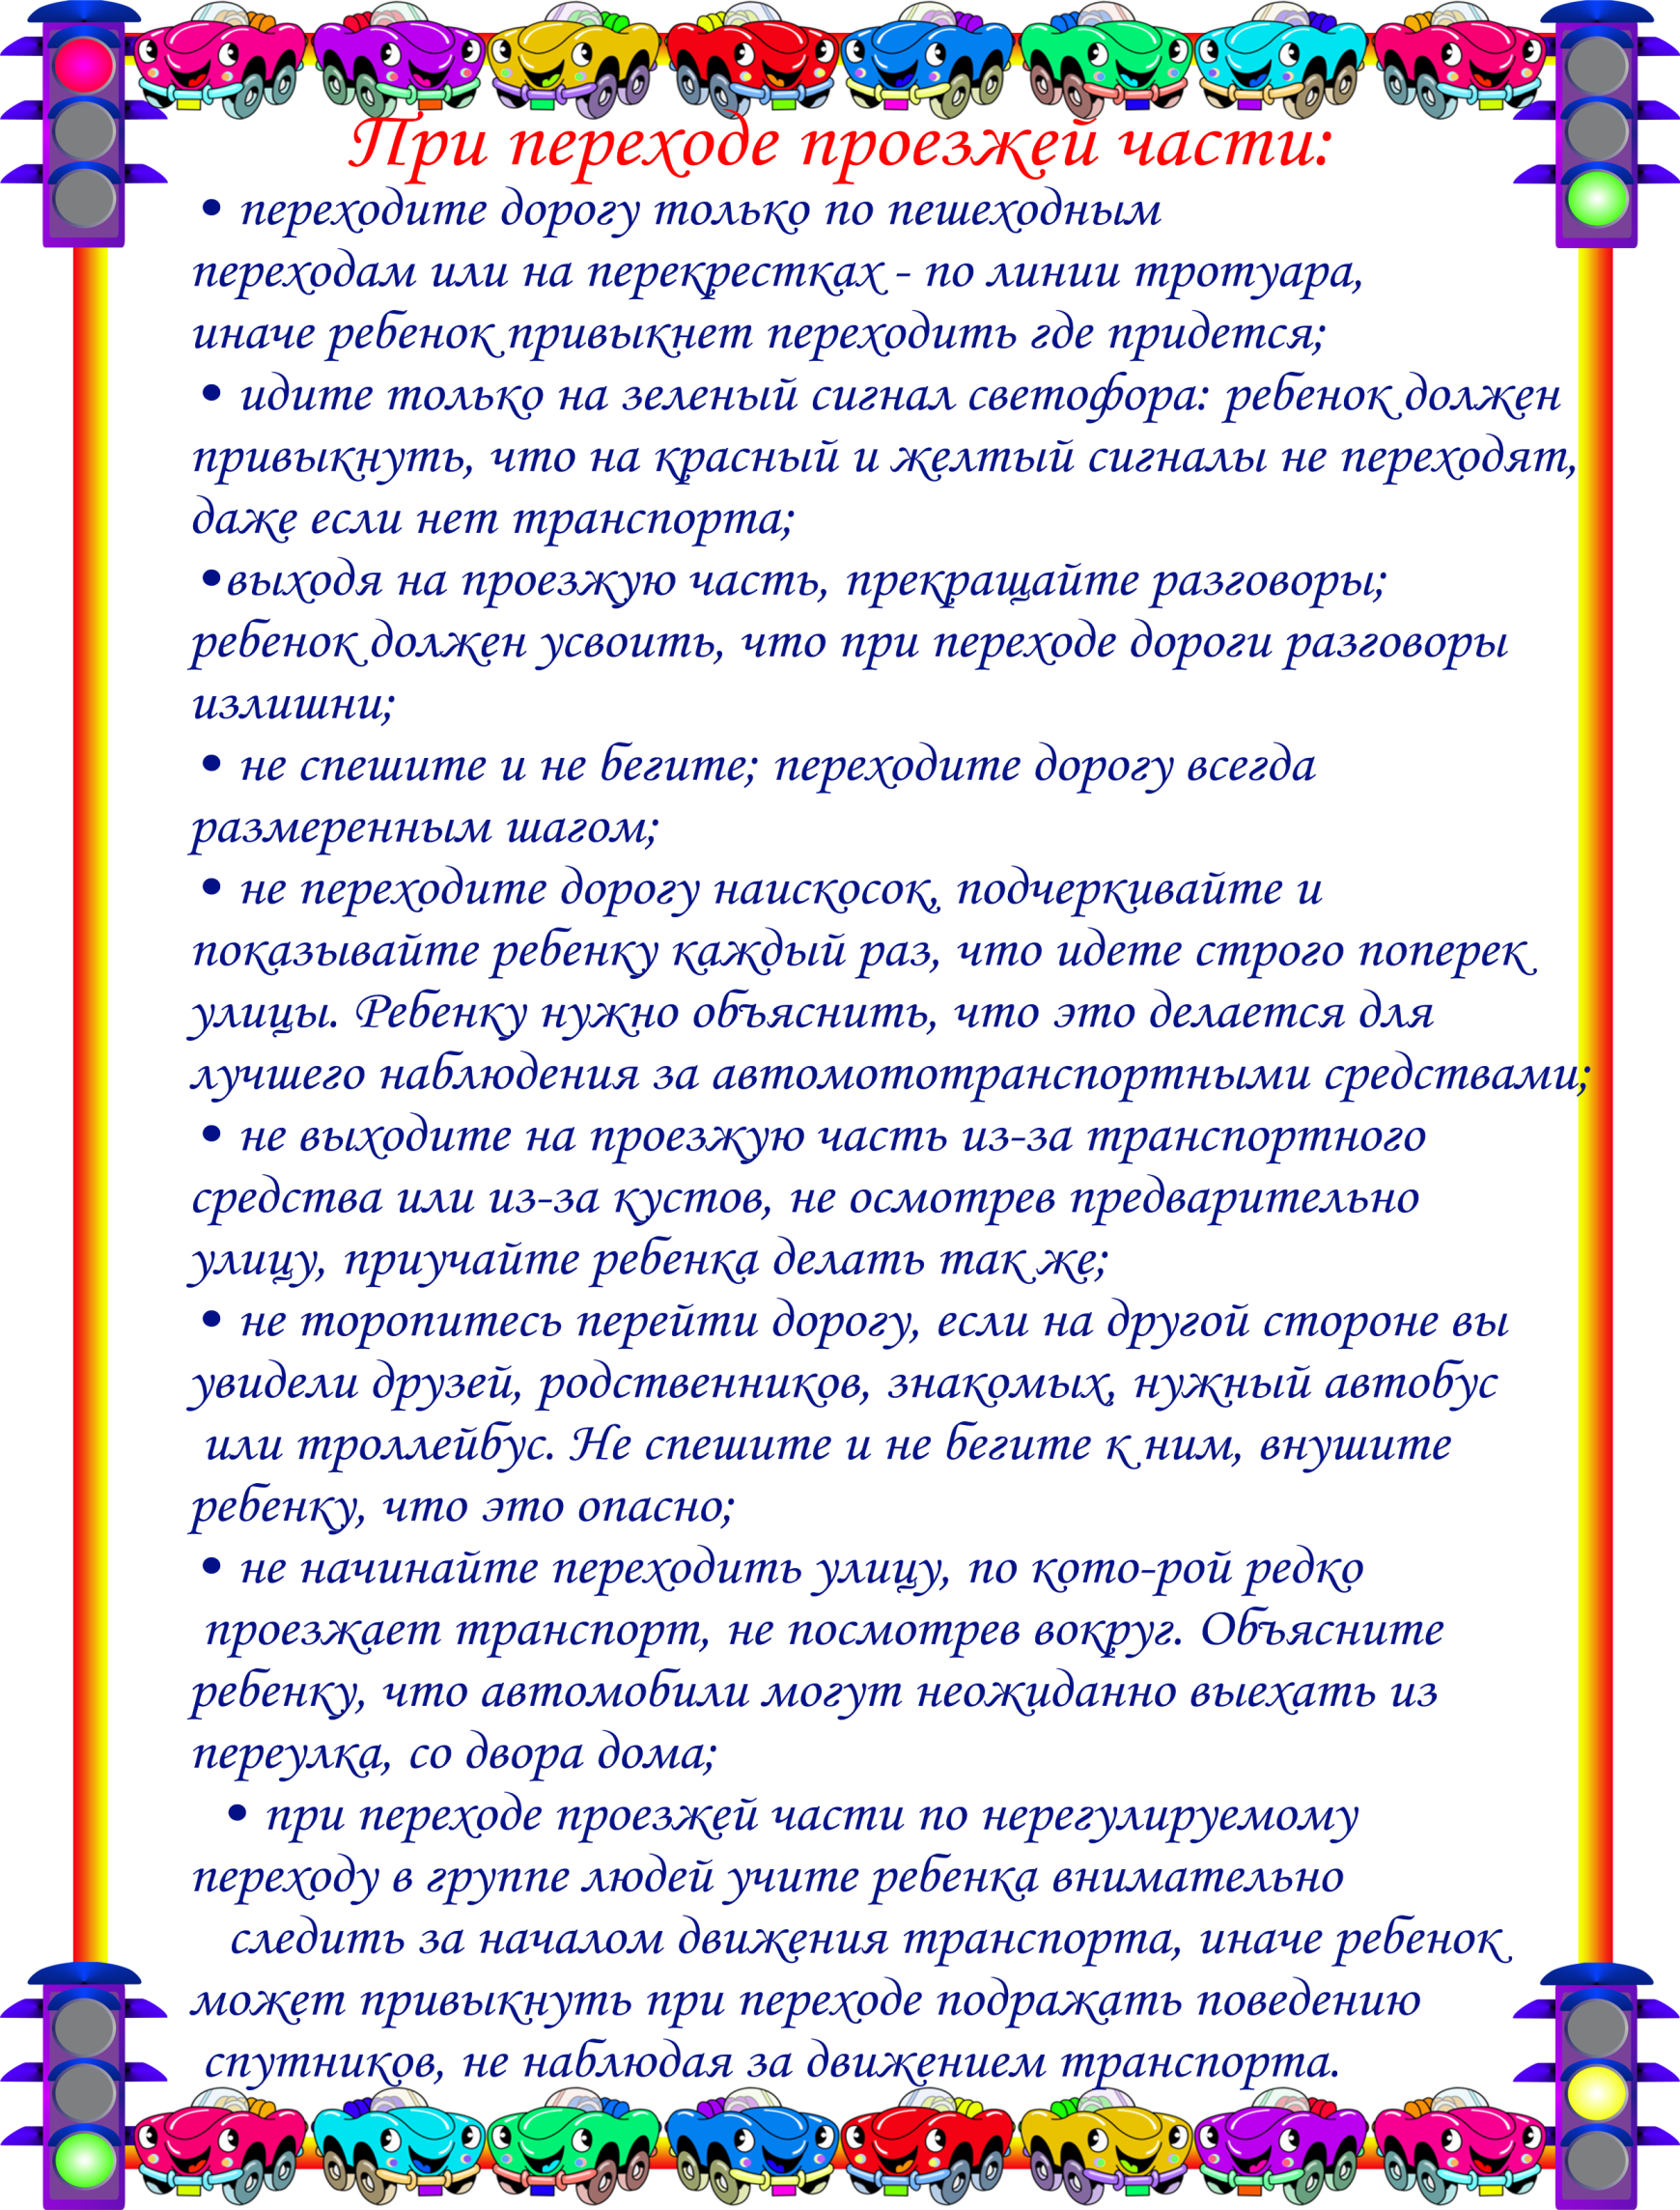 При переходе проезжей части:
• переходите дорогу только по пешеходным
переходам или на перекрестках - по линии тротуара,
иначе ребенок привыкнет переходить где придется;
• идите только на зеленый сигнал светофора: ребенок должен
привыкнуть, что на красный и желтый сигналы не переходят,
даже если нет транспорта;
•выходя на проезжую часть, прекращайте разговоры;
ребенок должен усвоить, что при переходе дороги разговоры
излишни;
• не спешите и не бегите; переходите дорогу всегда
размеренным шагом;
• не переходите дорогу наискосок, подчеркивайте и
показывайте ребенку каждый раз, что идете строго поперек
улицы. Ребенку нужно объяснить, что это делается для
лучшего наблюдения за автомототранспортными средствами;
• не выходите на проезжую часть из-за транспортного
средства или из-за кустов, не осмотрев предварительно
улицу, приучайте ребенка делать так же;
• не торопитесь перейти дорогу, если на другой стороне вы
увидели друзей, родственников, знакомых, нужный автобус
или троллейбус. Не спешите и не бегите к ним, внушите
ребенку, что это опасно;
• не начинайте переходить улицу, по кото-рой редко
проезжает транспорт, не посмотрев вокруг. Объясните
ребенку, что автомобили могут неожиданно выехать из
переулка, со двора дома;
• при переходе проезжей части по нерегулируемому
переходу в группе людей учите ребенка внимательно
следить за началом движения транспорта, иначе ребенок
может привыкнуть при переходе подражать поведению
спутников, не наблюдая за движением транспорта.